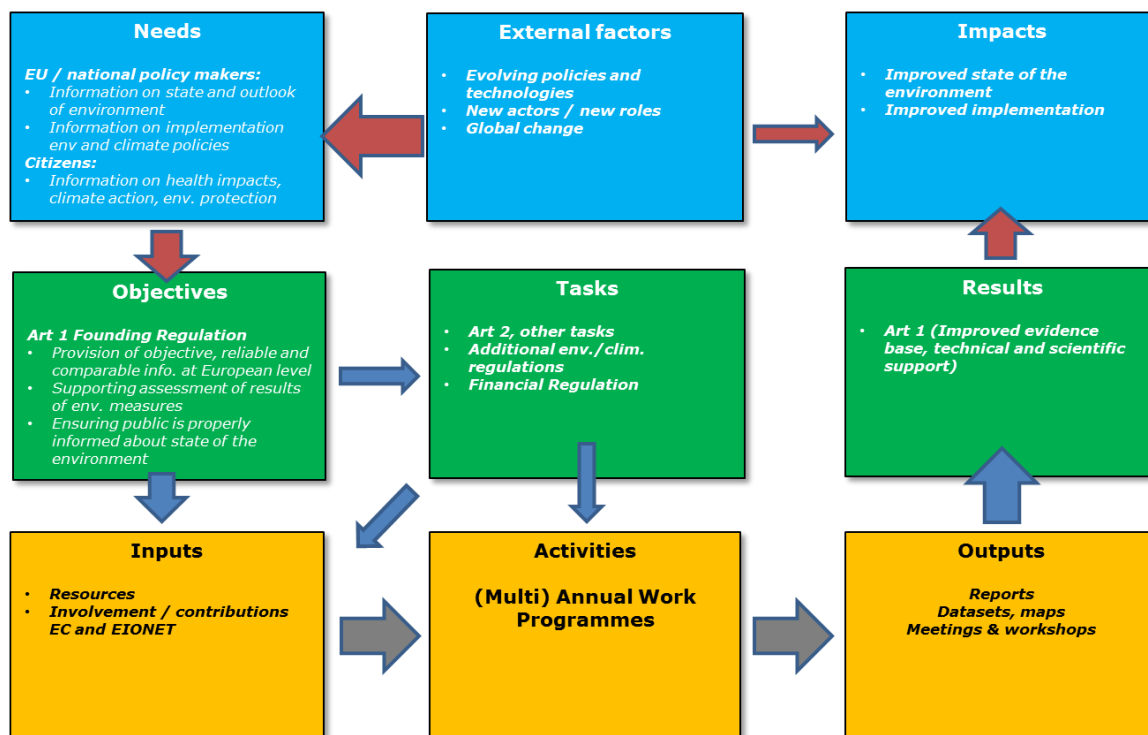 Needs
EU / national policy makers:
• Information on state and outlook
of environment
• Information on implementation
env and climate policies
Citizens:
• Information on health impacts,
climate action, env. protection
External factors
• Evolving policies and
technologies
• New actors / new roles
• Global change
Impacts
• Improved state of the
environment
• Improved implementation
Objectives
Art 1 Founding Regulation
• Provision of objective, reliable and
comparable info. at European level
• Supporting assessment of results
of env. measures
• Ensuring public is properly
informed about state of the
environment
Tasks
• Art 2, other tasks
• Additional env./clim.
regulations
• Financial Regulation
Results
• Art 1 (Improved evidence
base, technical and scientific
support)
Inputs
• Resources
• Involvement / contributions
EC and EIONET
Activities
(Multi) Annual Work
Programmes
Outputs
Reports
Datasets, maps
Meetings & workshops